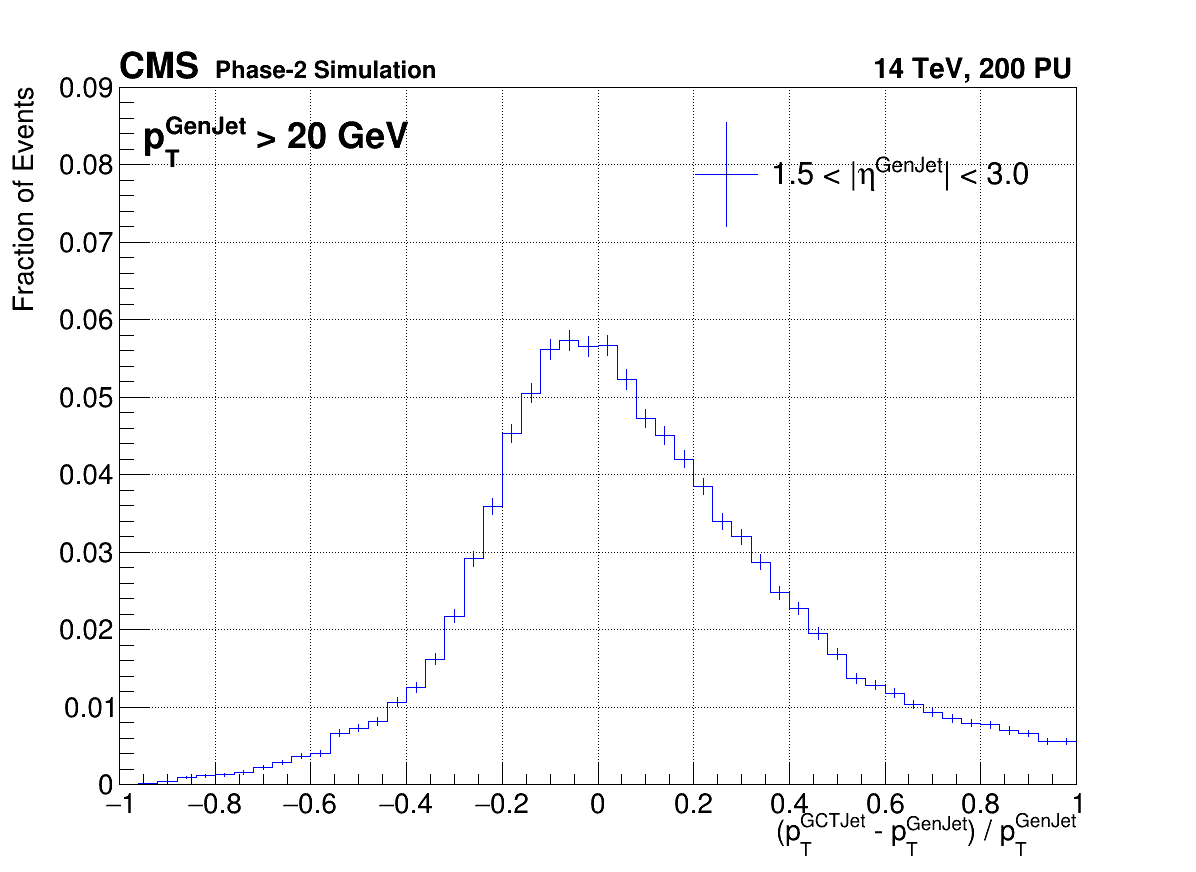 CMS Phase-2 Simulation 14 TeV, 200 PU
Fraction of Events
p_T^GenJet > 20 GeV
1.5 < |η^GenJet| < 3.0
0.09
0.08
0.07
0.06
0.05
0.04
0.03
0.02
0.01
0
−1 −0.8 −0.6 −0.4 −0.2 0 0.2 0.4 0.6 0.8 1
(p_T^GCTJet - p_T^GenJet) / p_T^GenJet